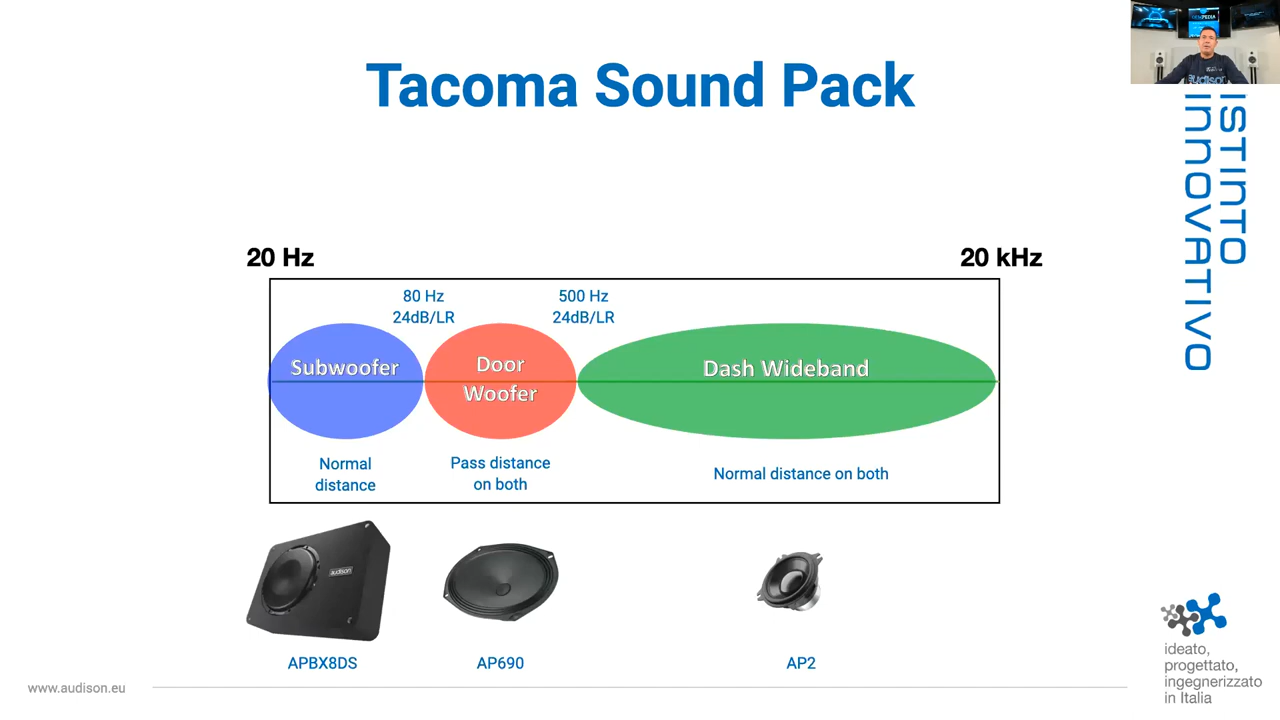 Tacoma Sound Pack
ISTINTO
INNOVATIVO
20 Hz
20 kHz
80 Hz
24dB/LR
500 Hz
24dB/LR
Subwoofer
Door
Woofer
Dash Wideband
Normal
distance
Pass distance
on both
Normal distance on both
audison
APBX8DS
AP690
AP2
www.audison.eu
ideato,
progettato,
ingegnerizzato
in Italia
audison